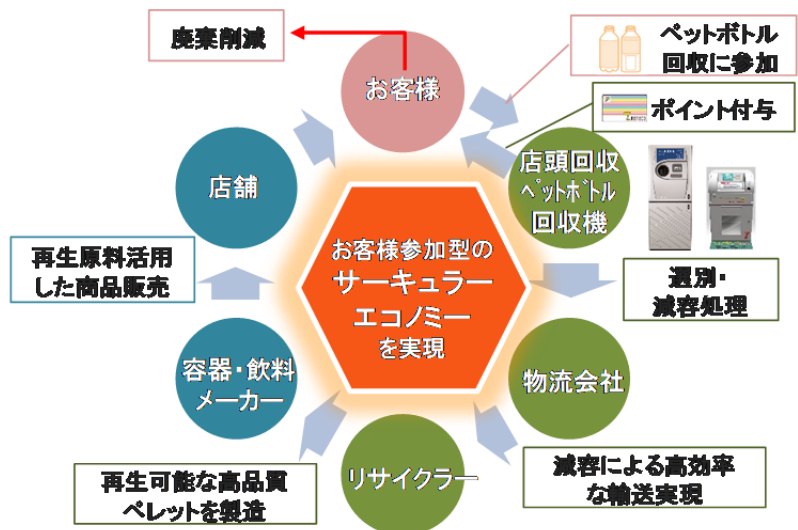 廃棄削減
お客様
ペットボトル
回収に参加
ポイント付与
店頭回収
ペットボトル
回収機
選別・
減容処理
物流会社
減容による高効率
な輸送実現
リサイクラー
再生可能な高品質
ペレットを製造
容器・飲料
メーカー
再生原料活用
した商品販売
店舗
お客様参加型の
サーキュラー
エコノミー
を実現